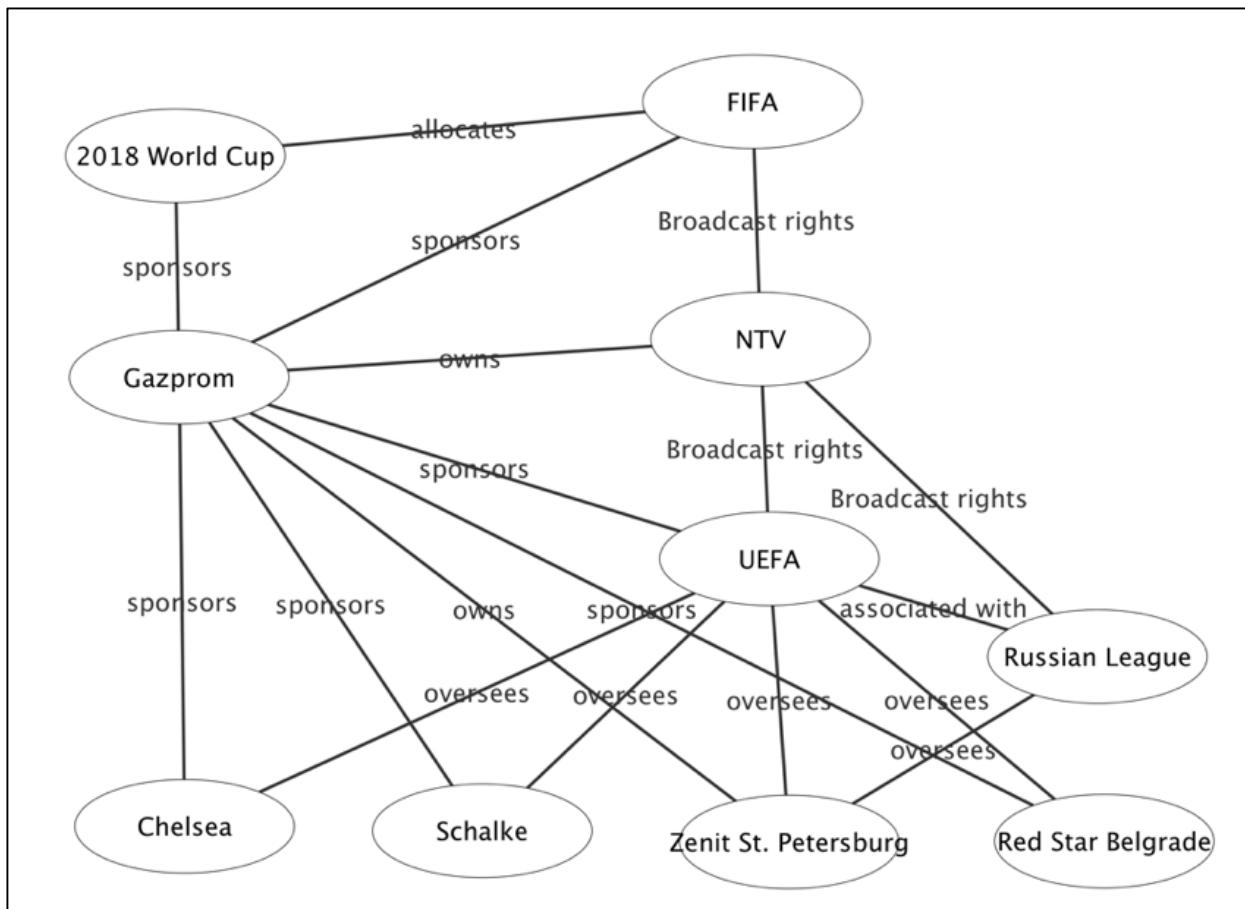 FIFA
2018 World Cup
allocates
Broadcast rights
sponsors
sponsors
NTV
owns
Gazprom
Broadcast rights
sponsors
Broadcast rights
UEFA
sponsors
sponsors
owns
sponsors
associated with
Russian League
oversees
oversees
oversees
oversees
oversees
Chelsea
Schalke
Zenit St. Petersburg
Red Star Belgrade